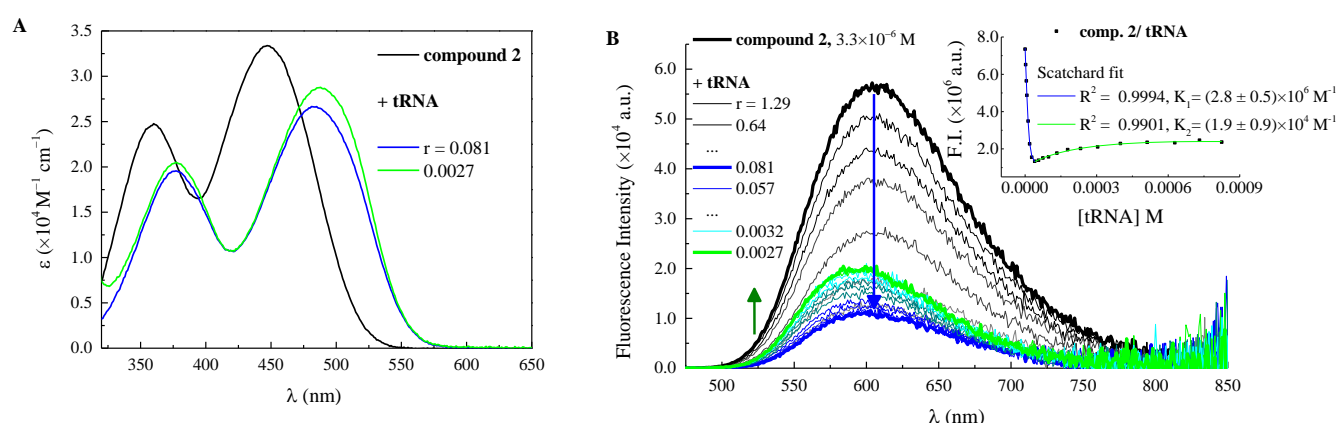 A
3.5
3.0
2.5
2.0
1.5
1.0
0.5
0.0
ε (×10⁴ M⁻¹ cm⁻¹)
compound 2
+ tRNA
r = 0.081
0.0027
350 400 450 500 550 600 650
λ (nm)
B
compound 2, 3.3×10⁻⁶ M
6.0
5.0
4.0
3.0
2.0
1.0
0.0
Fluorescence Intensity (×10⁴ a.u.)
+ tRNA
r = 1.29
0.64
...
0.081
0.057
...
0.0032
0.0027
500 550 600 650 700 750 800 850
λ (nm)
comp. 2/ tRNA
8.0
6.0
4.0
2.0
F.I. (×10⁶ a.u.)
Scatchard fit
R² = 0.9994, K₁= (2.8 ± 0.5)×10⁶ M⁻¹
R² = 0.9901, K₂= (1.9 ± 0.9)×10⁴ M⁻¹
0.0000 0.0003 0.0006 0.0009
[tRNA] M